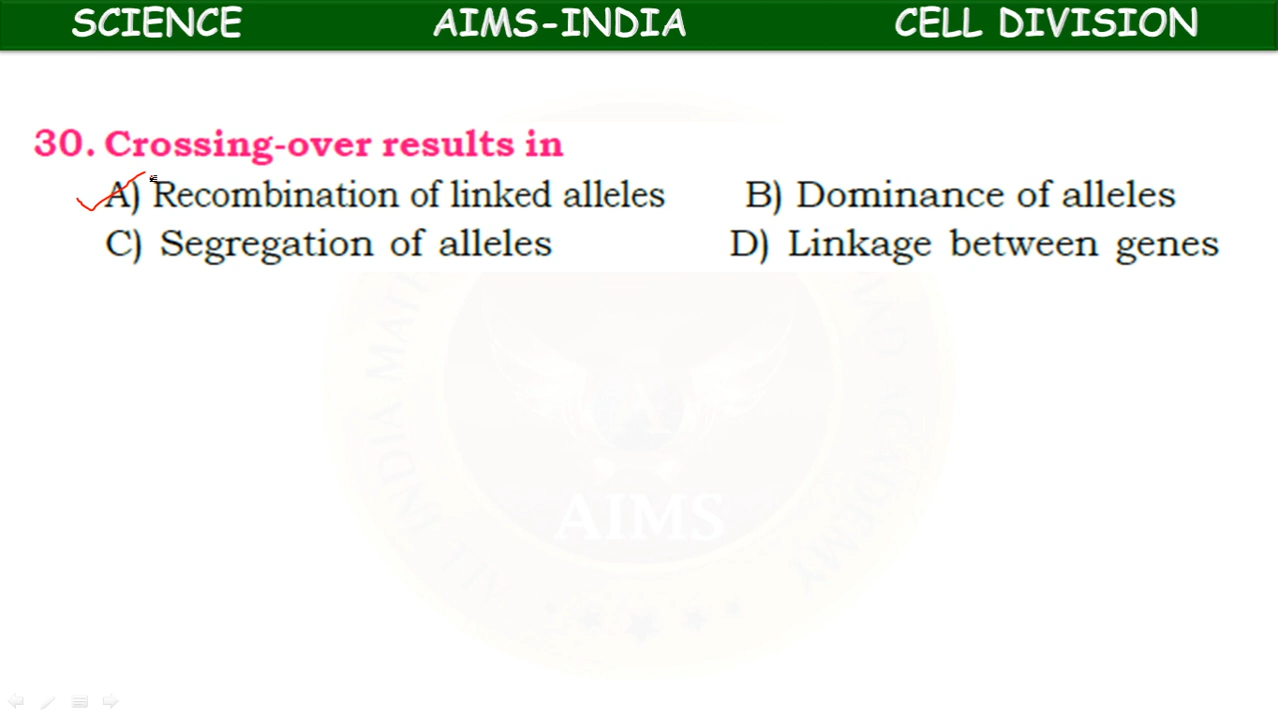 SCIENCE AIMS-INDIA CELL DIVISION
30. Crossing-over results in
A) Recombination of linked alleles B) Dominance of alleles
C) Segregation of alleles D) Linkage between genes
AIMS